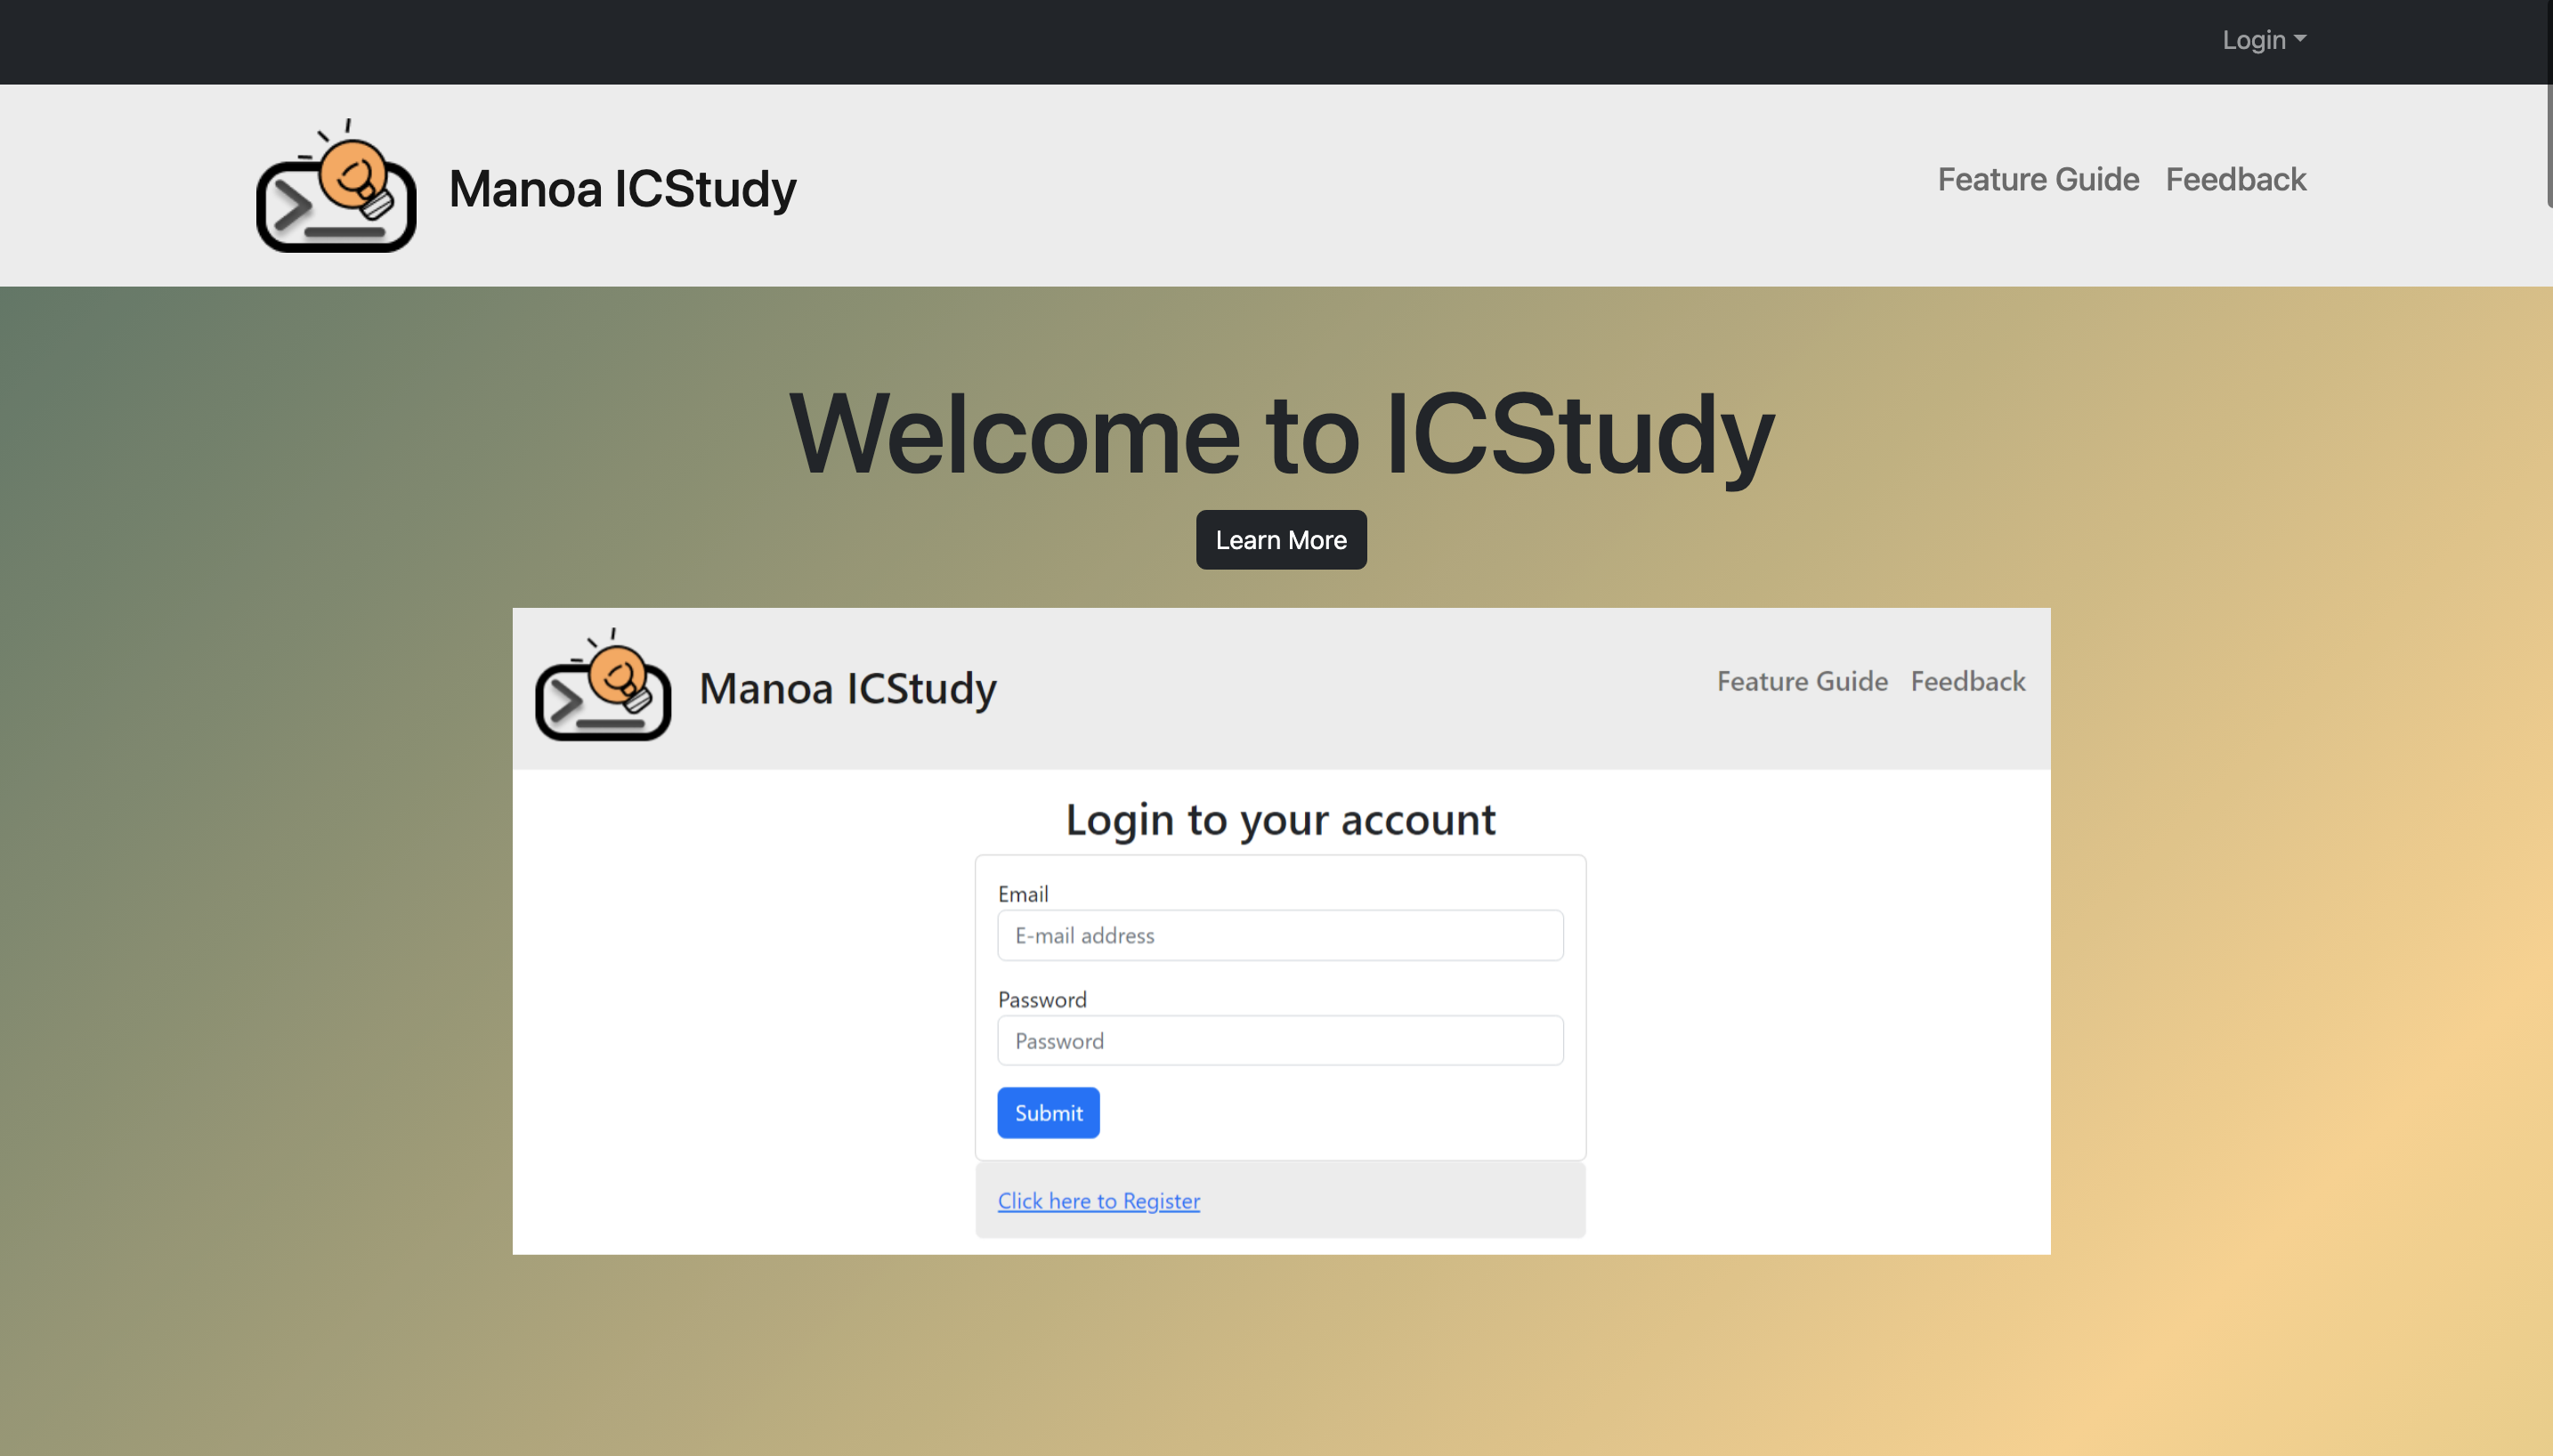 Login
Manoa ICStudy
Feature Guide
Feedback
Welcome to ICStudy
Learn More
Manoa ICStudy
Feature Guide
Feedback
Login to your account
Email
E-mail address
Password
Password
Submit
Click here to Register